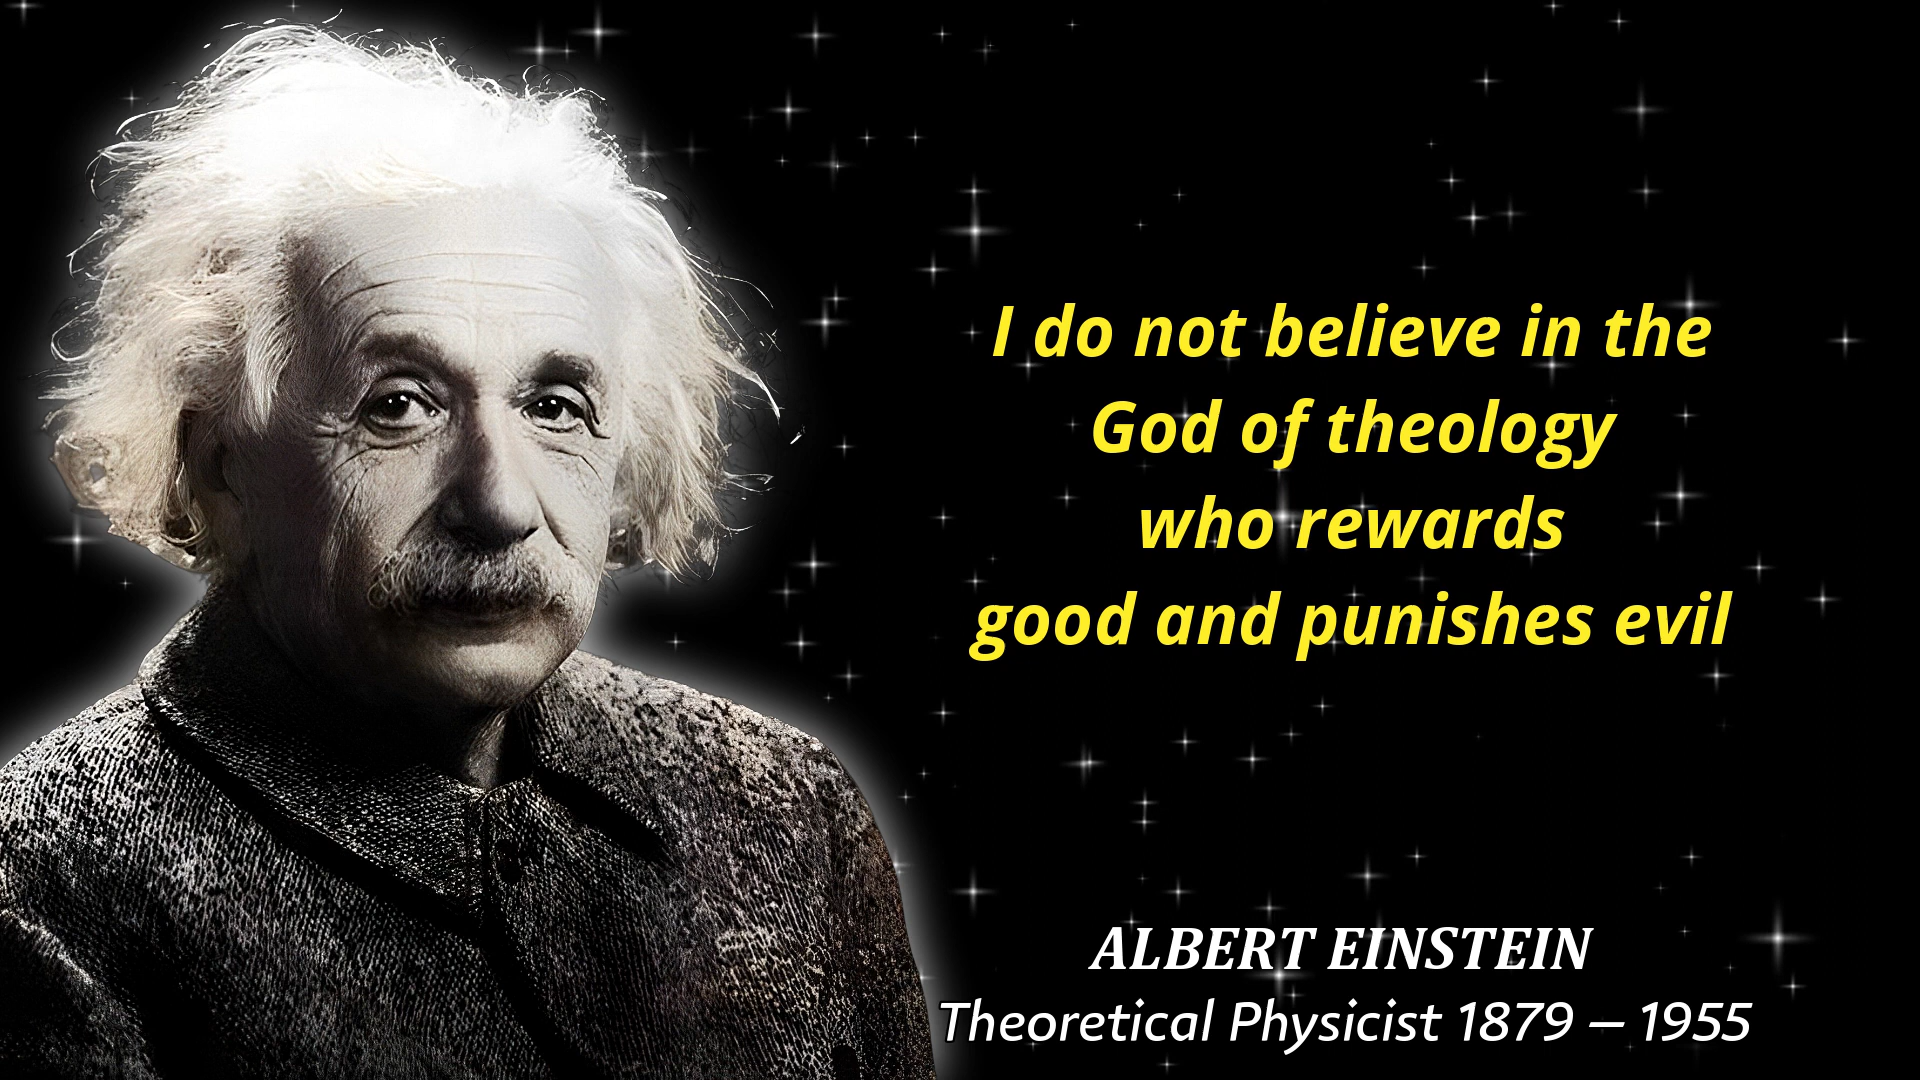 I do not believe in the
God of theology
who rewards
good and punishes evil
ALBERT EINSTEIN
Theoretical Physicist 1879 – 1955